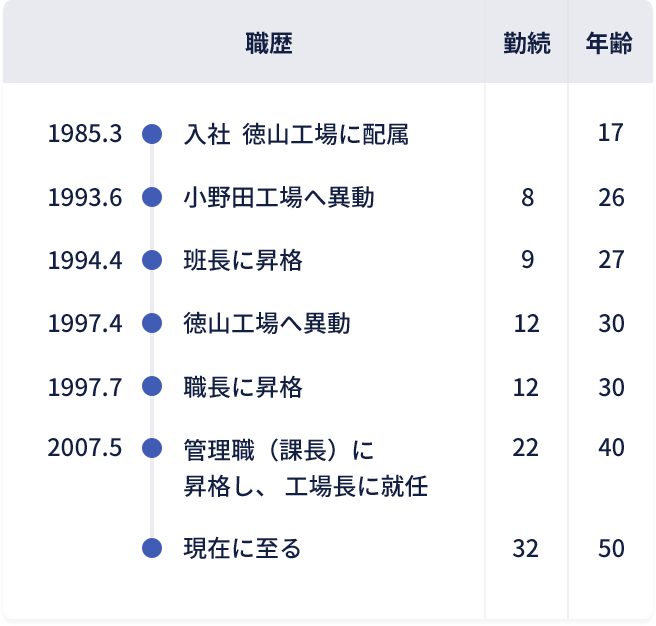 職歴 勤続 年齢
1985.3 入社 徳山工場に配属 17
1993.6 小野田工場へ異動 8 26
1994.4 班長に昇格 9 27
1997.4 徳山工場へ異動 12 30
1997.7 職長に昇格 12 30
2007.5 管理職（課長）に 22 40
昇格し、 工場長に就任
現在に至る 32 50